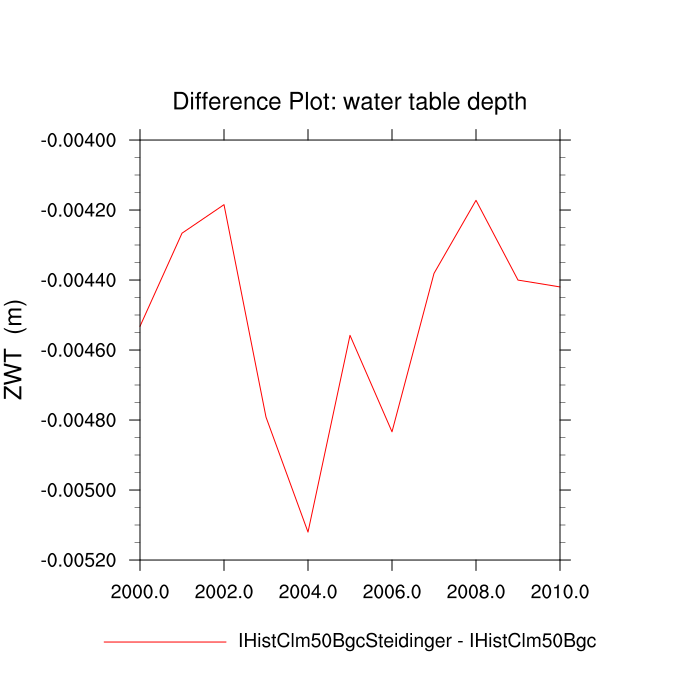 Difference Plot: water table depth
-0.00400
-0.00420
-0.00440
-0.00460
-0.00480
-0.00500
-0.00520
ZWT (m)
2000.0 2002.0 2004.0 2006.0 2008.0 2010.0
IHistClm50BgcSteidinger - IHistClm50Bgc